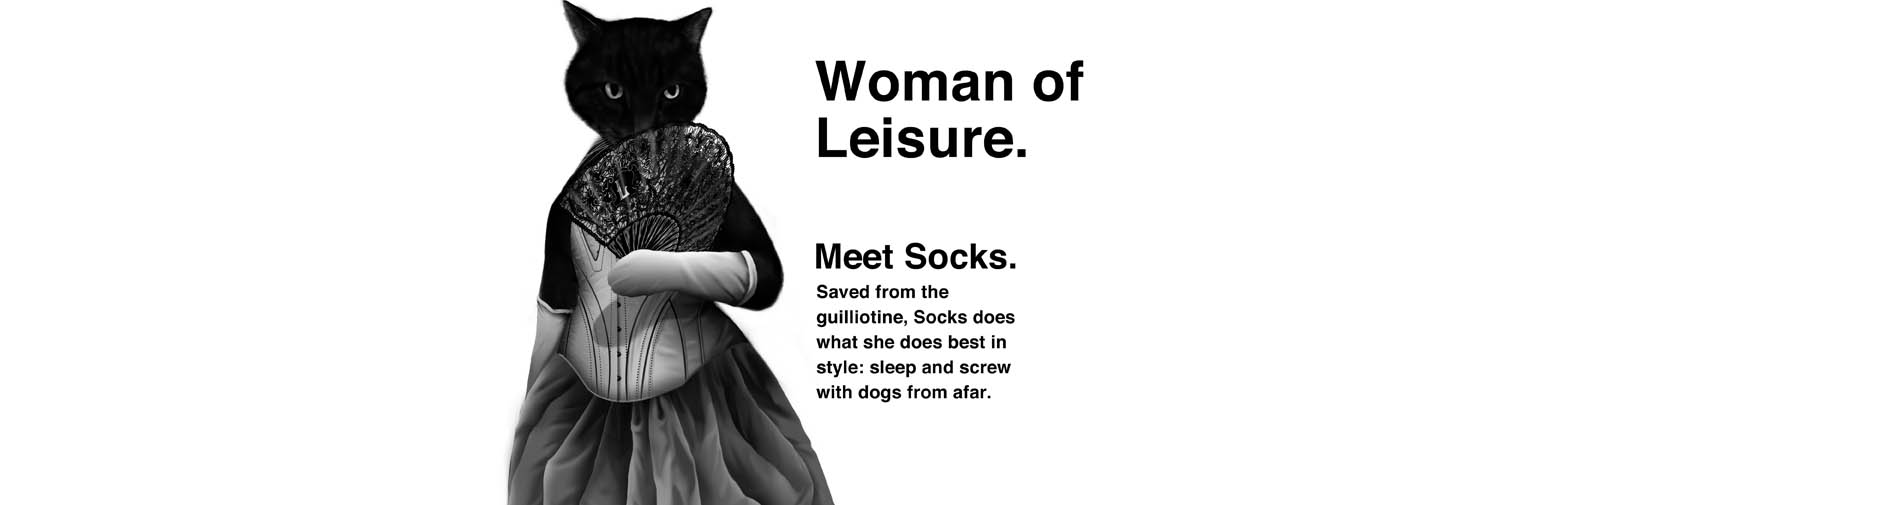 Woman of
Leisure.
Meet Socks.
Saved from the
guilliotine, Socks does
what she does best in
style: sleep and screw
with dogs from afar.